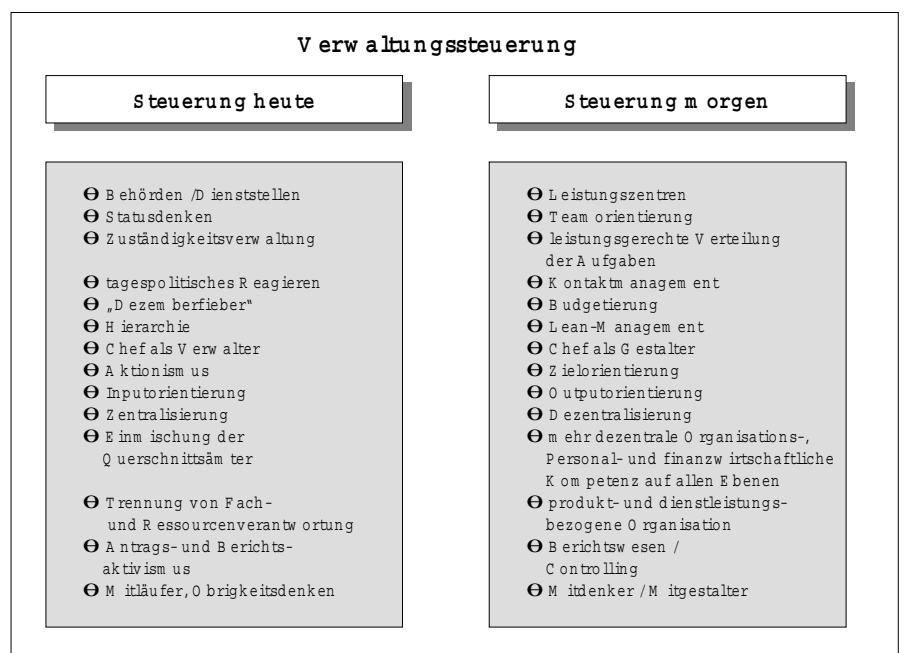 Verwaltungssteuerung
Steuerung heute
Behörden /Dienststellen
Statusdenken
Zuständigkeitsverwaltung
tagespolitisches Reagieren
„Dezemberfieber“
Hierarchie
Chef als Verwalter
Aktionismus
Inputorientierung
Zentralisierung
Einmischung der
Querschnittsämter
Trennung von Fach-
und Ressourcenverantwortung
Antrags- und Berichts-
aktivismus
Mitläufer, Obrigkeitsdenken
Steuerung morgen
Leistungszentren
Teamorientierung
leistungsgerechte Verteilung
der Aufgaben
Kontaktmanagement
Budgetierung
Lean-Management
Chef als Gestalter
Zielorientierung
Outputorientierung
Dezentralisierung
mehr dezentrale Organisations-,
Personal- und finanzwirtschaftliche
Kompetenz auf allen Ebenen
produkt- und dienstleistungs-
bezogene Organisation
Berichtswesen /
Controlling
Mitdenker / Mitgestalter